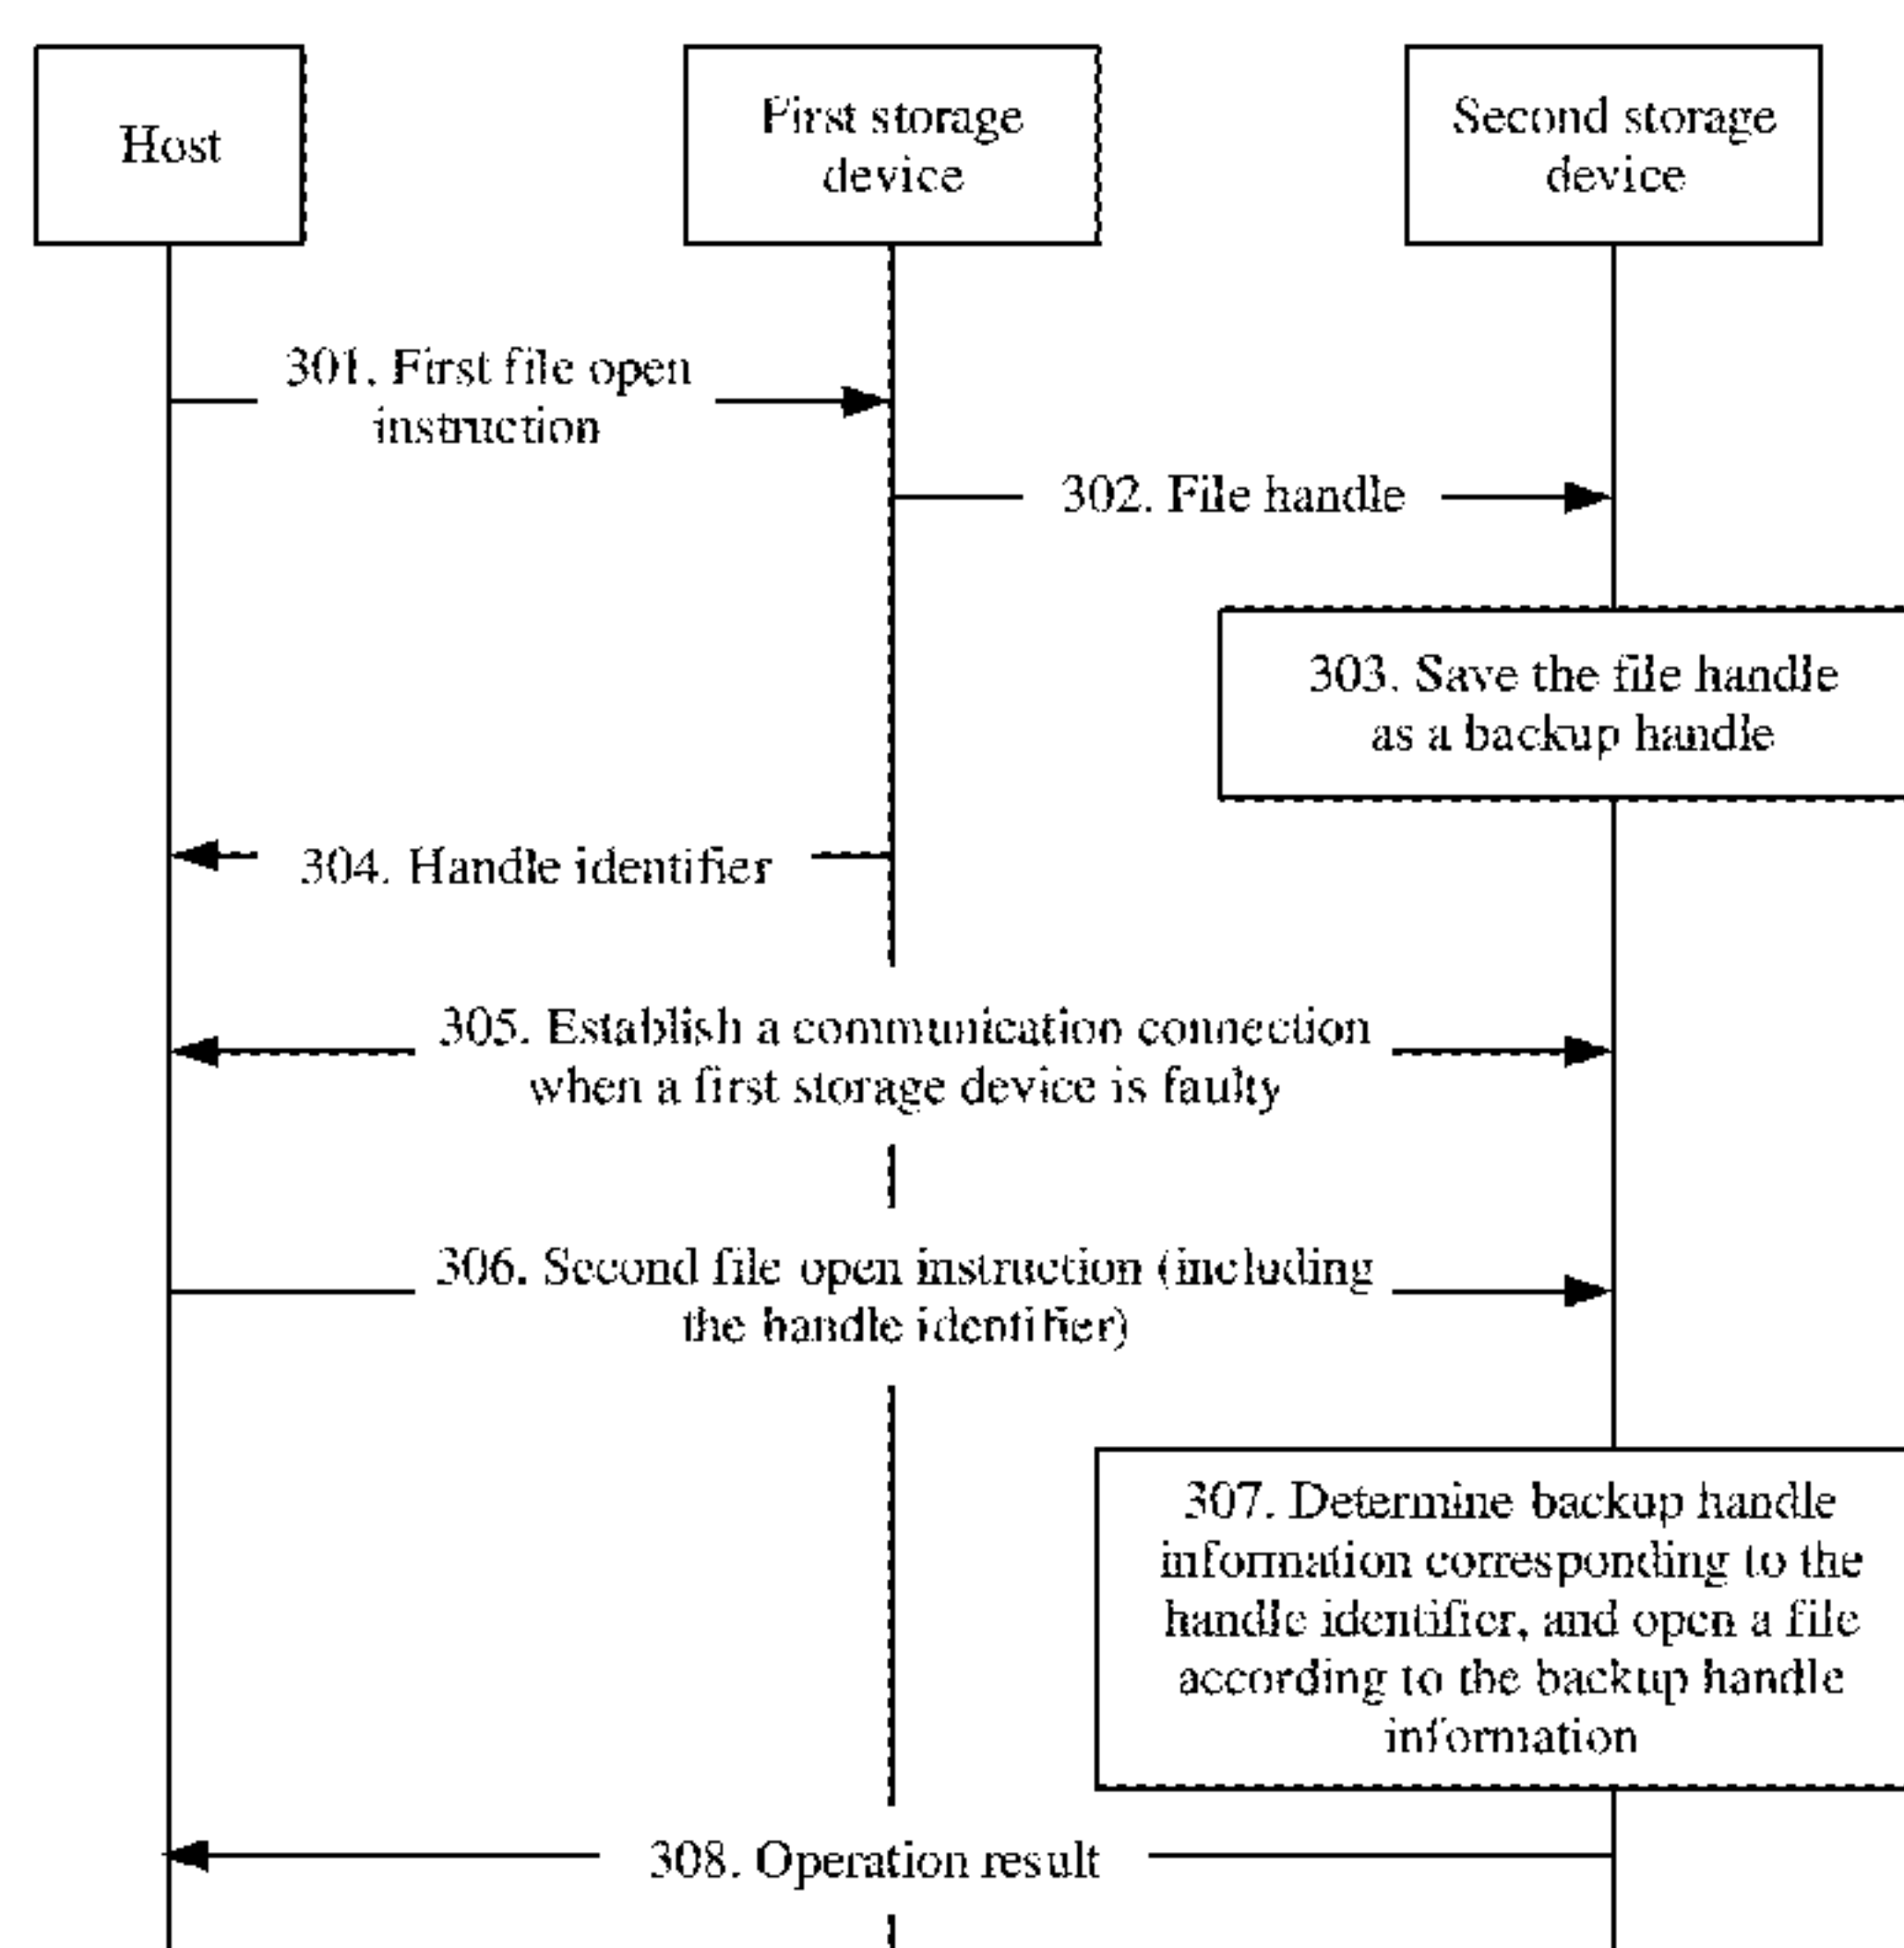 Host
First storage
device
Second storage
device
301. First file open
instruction
302. File handle
303. Save the file handle
as a backup handle
304. Handle identifier
305. Establish a communication connection
when a first storage device is faulty
306. Second file open instruction (including
the handle identifier)
307. Determine backup handle
information corresponding to the
handle identifier, and open a file
according to the backup handle
information
308. Operation result